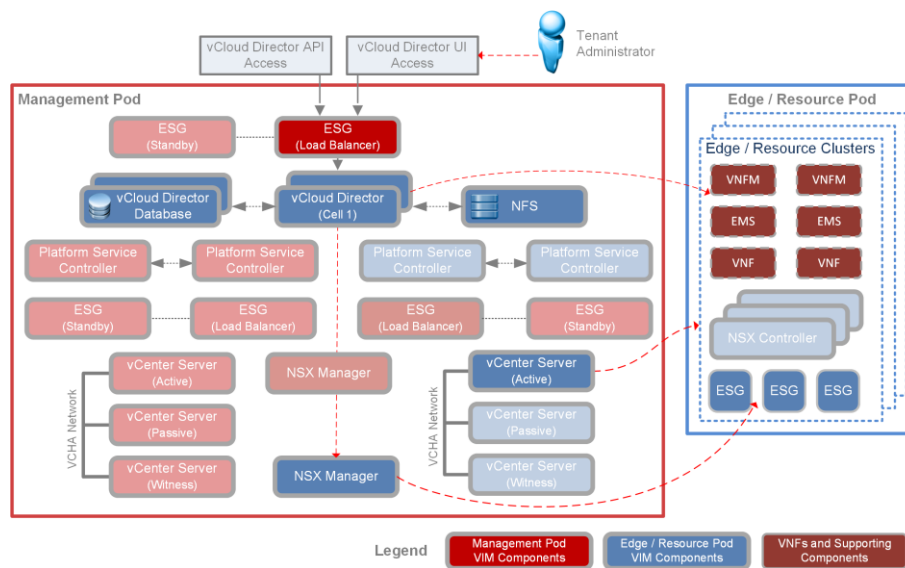 vCloud Director API
Access
vCloud Director UI
Access
Tenant
Administrator
Management Pod
ESG
(Standby)
ESG
(Load Balancer)
vCloud Director
Database
vCloud Director
(Cell 1)
NFS
Platform Service
Controller
Platform Service
Controller
Platform Service
Controller
Platform Service
Controller
ESG
(Standby)
ESG
(Load Balancer)
ESG
(Load Balancer)
ESG
(Standby)
VCHA Network
vCenter Server
(Active)
vCenter Server
(Passive)
vCenter Server
(Witness)
NSX Manager
NSX Manager
VCHA Network
vCenter Server
(Active)
vCenter Server
(Passive)
vCenter Server
(Witness)
Edge / Resource Pod
Edge / Resource Clusters
VNFM
VNFM
EMS
EMS
VNF
VNF
NSX Controller
ESG
ESG
ESG
Legend
Management Pod
VIM Components
Edge / Resource Pod
VIM Components
VNFs and Supporting
Components